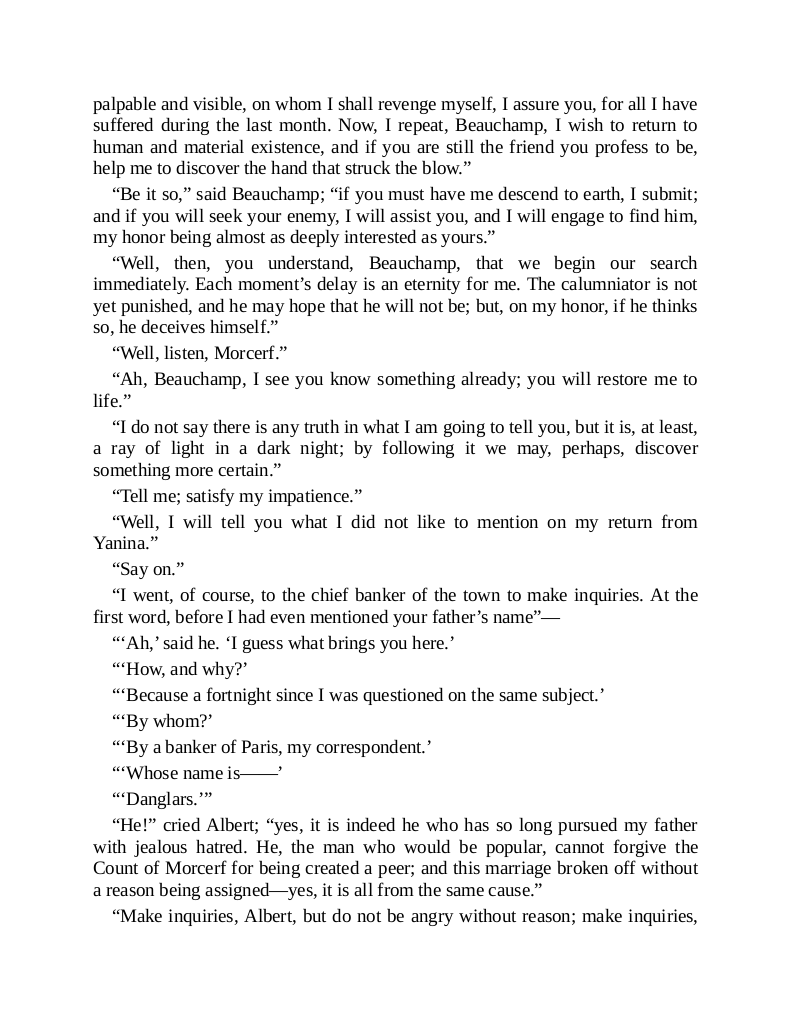 palpable and visible, on whom I shall revenge myself, I assure you, for all I have
suffered during the last month. Now, I repeat, Beauchamp, I wish to return to
human and material existence, and if you are still the friend you profess to be,
help me to discover the hand that struck the blow.”
“Be it so,” said Beauchamp; “if you must have me descend to earth, I submit;
and if you will seek your enemy, I will assist you, and I will engage to find him,
my honor being almost as deeply interested as yours.”
“Well, then, you understand, Beauchamp, that we begin our search
immediately. Each moment’s delay is an eternity for me. The calumniator is not
yet punished, and he may hope that he will not be; but, on my honor, if he thinks
so, he deceives himself.”
“Well, listen, Morcerf.”
“Ah, Beauchamp, I see you know something already; you will restore me to
life.”
“I do not say there is any truth in what I am going to tell you, but it is, at least,
a ray of light in a dark night; by following it we may, perhaps, discover
something more certain.”
“Tell me; satisfy my impatience.”
“Well, I will tell you what I did not like to mention on my return from
Yanina.”
“Say on.”
“I went, of course, to the chief banker of the town to make inquiries. At the
first word, before I had even mentioned your father’s name”—
“‘Ah,’ said he. ‘I guess what brings you here.’
“‘How, and why?’
“‘Because a fortnight since I was questioned on the same subject.’
“‘By whom?’
“‘By a banker of Paris, my correspondent.’
“‘Whose name is——’
“‘Danglars.’”
“He!” cried Albert; “yes, it is indeed he who has so long pursued my father
with jealous hatred. He, the man who would be popular, cannot forgive the
Count of Morcerf for being created a peer; and this marriage broken off without
a reason being assigned—yes, it is all from the same cause.”
“Make inquiries, Albert, but do not be angry without reason; make inquiries,